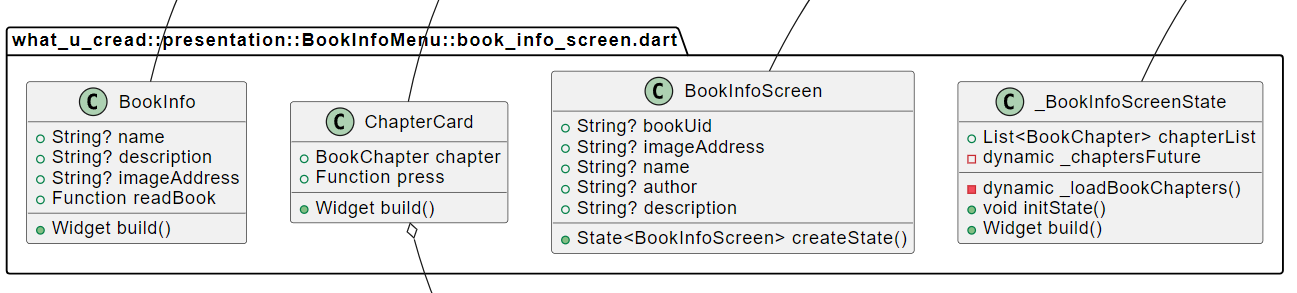 what_u_cread::presentation::BookInfoMenu::book_info_screen.dart
C BookInfo
String? name
String? description
String? imageAddress
Function readBook
Widget build()
C ChapterCard
BookChapter chapter
Function press
Widget build()
C BookInfoScreen
String? bookUid
String? imageAddress
String? name
String? author
String? description
State<BookInfoScreen> createState()
C _BookInfoScreenState
List<BookChapter> chapterList
dynamic _chaptersFuture
dynamic _loadBookChapters()
void initState()
Widget build()